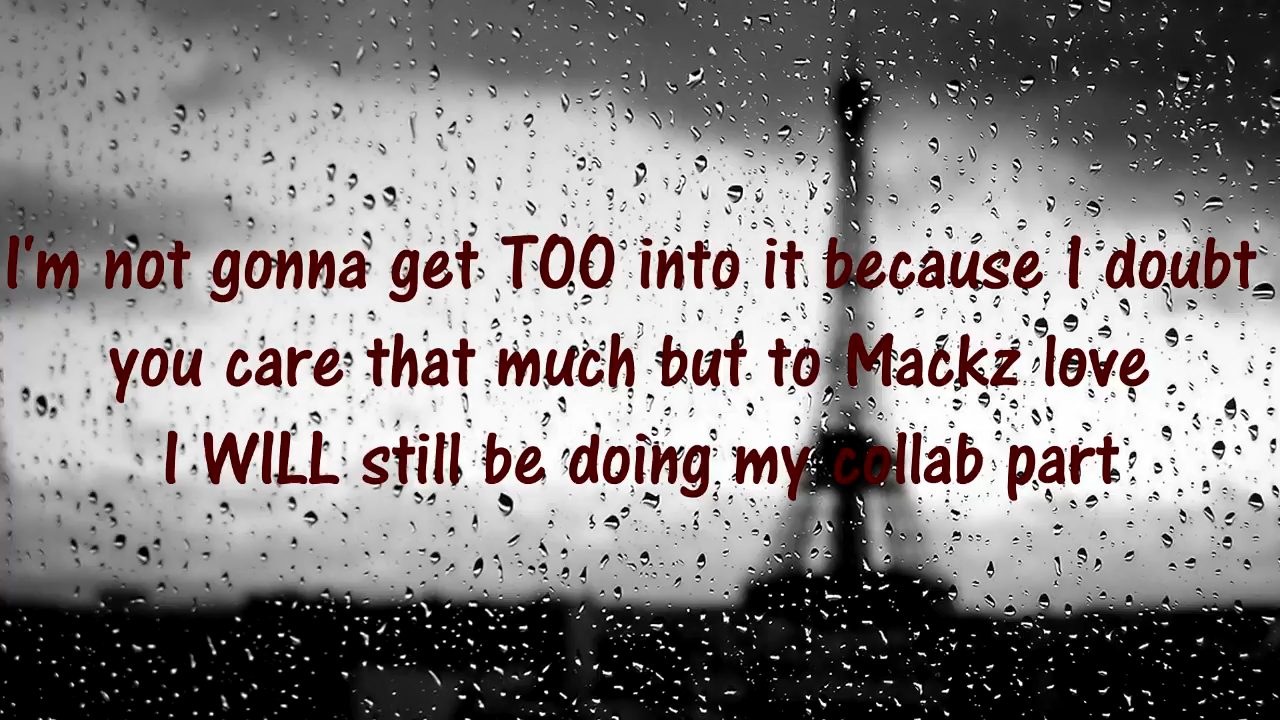 I'm not gonna get TOO into it because I doubt
you care that much but to Mackz love
I WILL still be doing my collab part